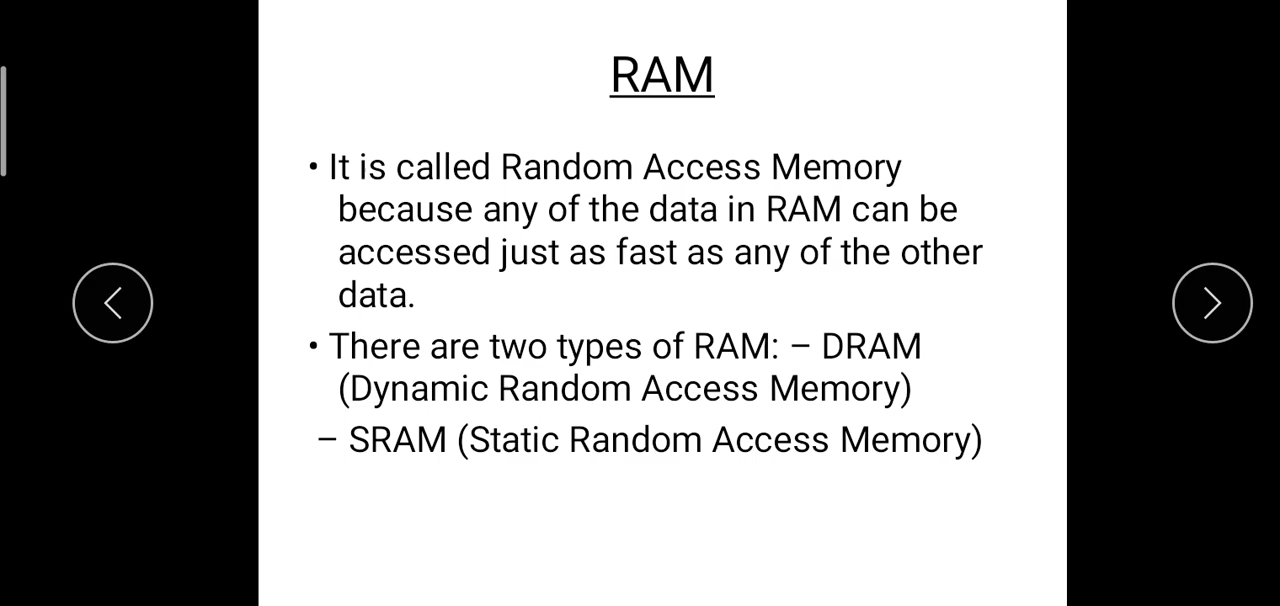 RAM
• It is called Random Access Memory
because any of the data in RAM can be
accessed just as fast as any of the other
data.
• There are two types of RAM: – DRAM
(Dynamic Random Access Memory)
– SRAM (Static Random Access Memory)